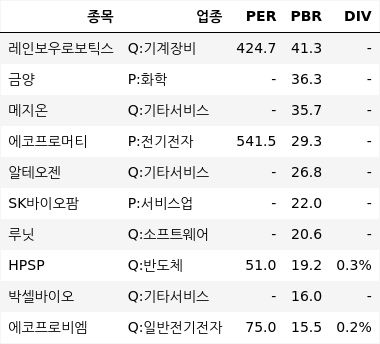 종목 업종 PER PBR DIV
레인보우로보틱스 Q:기계장비 424.7 41.3 -
금양 P:화학 - 36.3 -
메지온 Q:기타서비스 - 35.7 -
에코프로머티 P:전기전자 541.5 29.3 -
알테오젠 Q:기타서비스 - 26.8 -
SK바이오팜 P:서비스업 - 22.0 -
루닛 Q:소프트웨어 - 20.6 -
HPSP Q:반도체 51.0 19.2 0.3%
박셀바이오 Q:기타서비스 - 16.0 -
에코프로비엠 Q:일반전기전자 75.0 15.5 0.2%